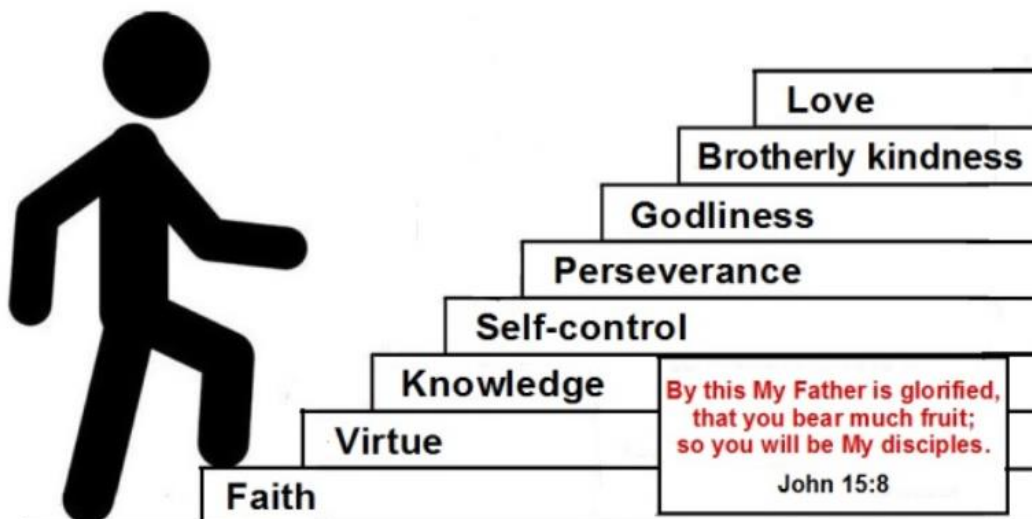 Love
Brotherly kindness
Godliness
Perseverance
Self-control
Knowledge
Virtue
Faith
By this My Father is glorified,
that you bear much fruit;
so you will be My disciples.
John 15:8